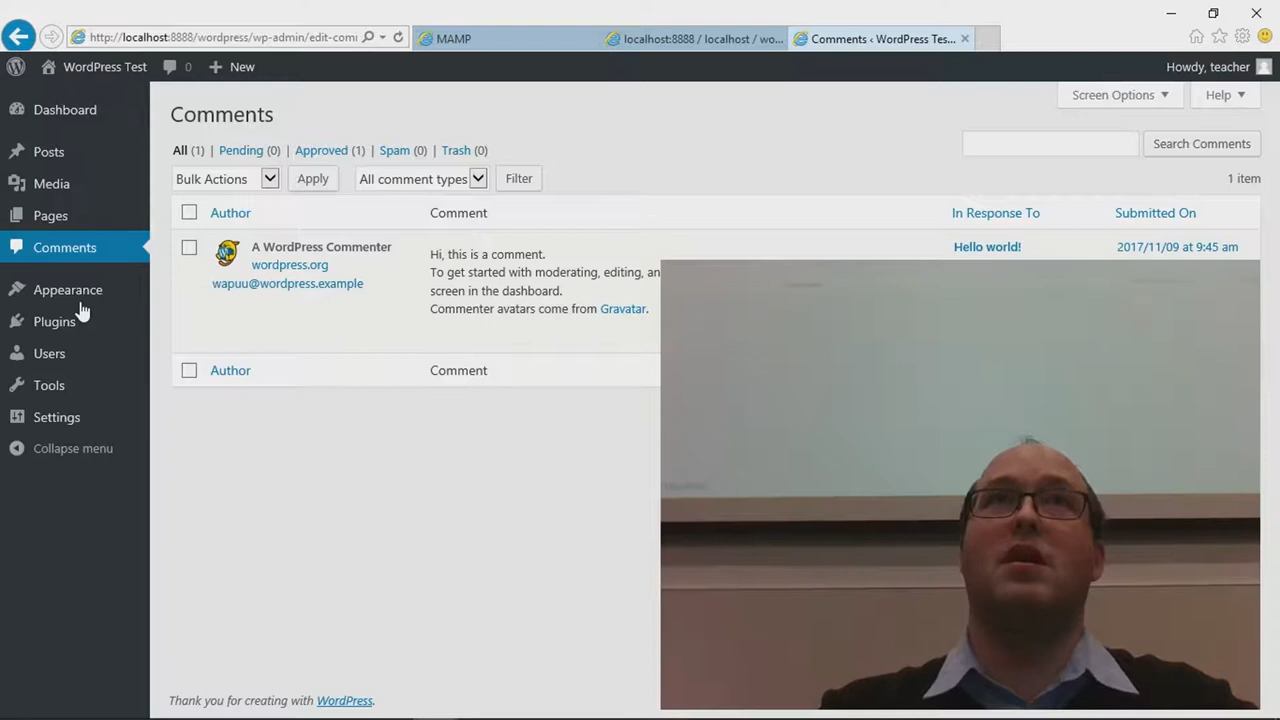 http://localhost:8888/wordpress/wp-admin/edit-com
MAMP
localhost:8888 / localhost / wo...
Comments ‹ WordPress Tes...
WordPress Test
0
New
Howdy, teacher
Dashboard
Posts
Media
Pages
Comments
Appearance
Plugins
Users
Tools
Settings
Collapse menu
Comments
Screen Options
Help
All (1) | Pending (0) | Approved (1) | Spam (0) | Trash (0)
Search Comments
Bulk Actions
Apply
All comment types
Filter
1 item
Author
Comment
In Response To
Submitted On
A WordPress Commenter
wordpress.org
wapuu@wordpress.example
Hi, this is a comment.
To get started with moderating, editing, an
screen in the dashboard.
Commenter avatars come from Gravatar.
Hello world!
2017/11/09 at 9:45 am
Author
Comment
Thank you for creating with WordPress.